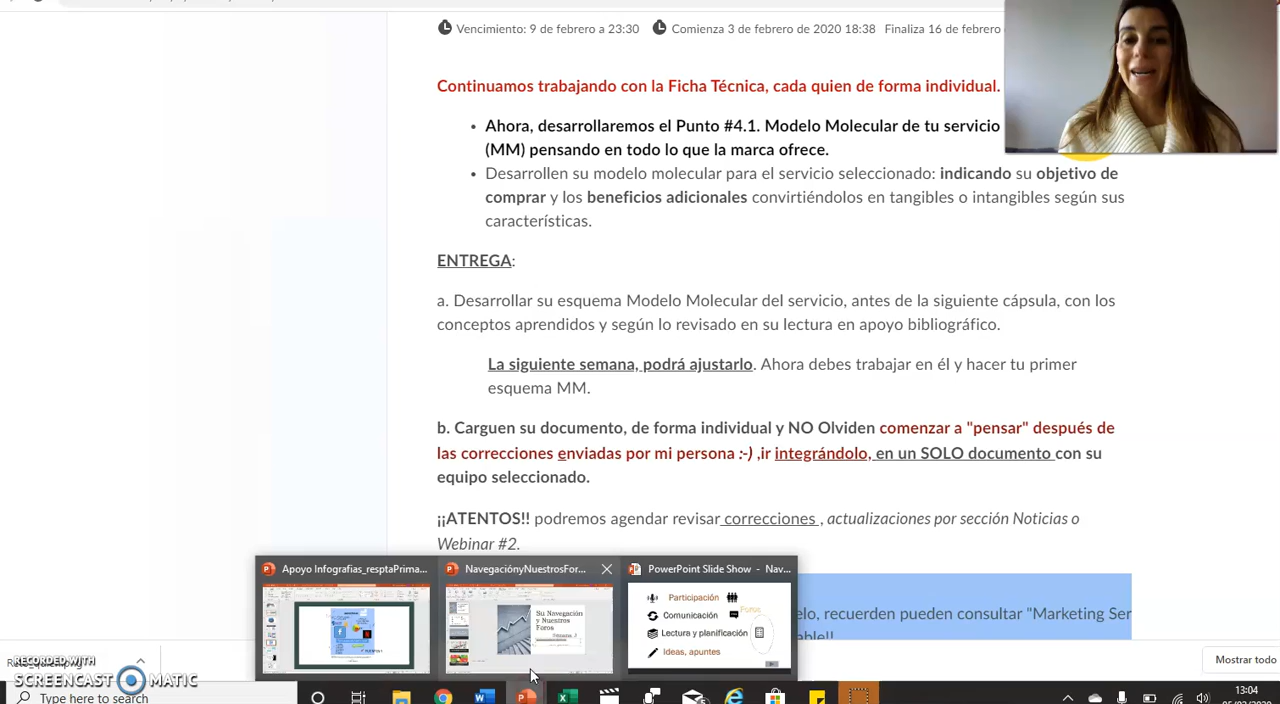 Vencimiento: 9 de febrero a 23:30 Comienza 3 de febrero de 2020 18:38 Finaliza 16 de febrero
Continuamos trabajando con la Ficha Técnica, cada quien de forma individual.
• Ahora, desarrollaremos el Punto #4.1. Modelo Molecular de tu servicio
(MM) pensando en todo lo que la marca ofrece.
• Desarrollen su modelo molecular para el servicio seleccionado: indicando su objetivo de
comprar y los beneficios adicionales convirtiéndolos en tangibles o intangibles según sus
características.
ENTREGA:
a. Desarrollar su esquema Modelo Molecular del servicio, antes de la siguiente cápsula, con los
conceptos aprendidos y según lo revisado en su lectura en apoyo bibliográfico.
La siguiente semana, podrá ajustarlo. Ahora debes trabajar en él y hacer tu primer
esquema MM.
b. Carguen su documento, de forma individual y NO Olviden comenzar a "pensar" después de
las correcciones enviadas por mi persona :-) ,ir integrándolo, en un SOLO documento con su
equipo seleccionado.
¡¡ATENTOS!! podremos agendar revisar correcciones , actualizaciones por sección Noticias o
Webinar #2.
Apoyo Infografias_resptaPrima...
NavegaciónyNuestrosFor...
PowerPoint Slide Show - Nav...
Su Navegación
y Nuestros
Foros
Participación
Comunicación
Foros
Lectura y planificación
Ideas, apuntes
elo, recuerden pueden consultar "Marketing Ser
RECORDED WITH
SCREENCAST MATIC
Mostrar todo
Type here to search
13:04